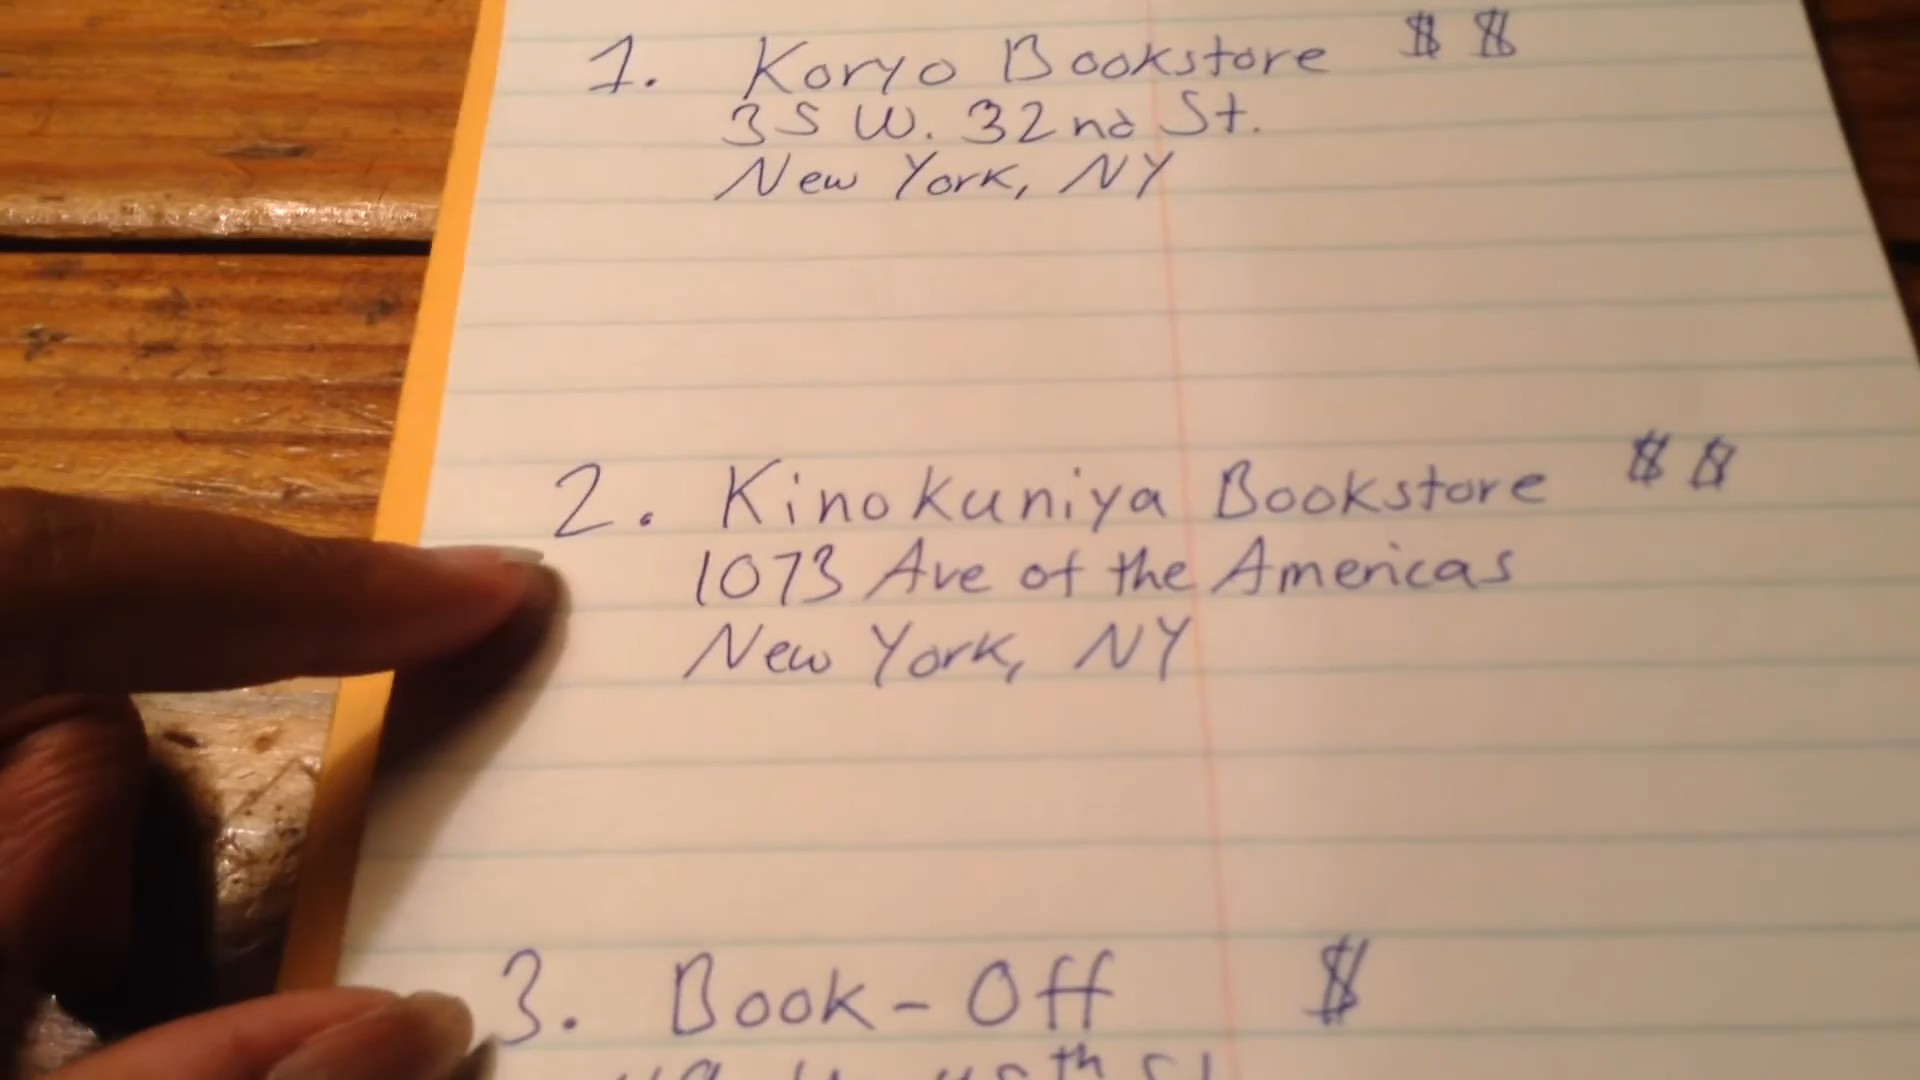 1. Koryo Bookstore $ $
35 W. 32nd St.
New York, NY
2. Kinokuniya Bookstore $ $
1073 Ave of the Americas
New York, NY
3. Book-Off $